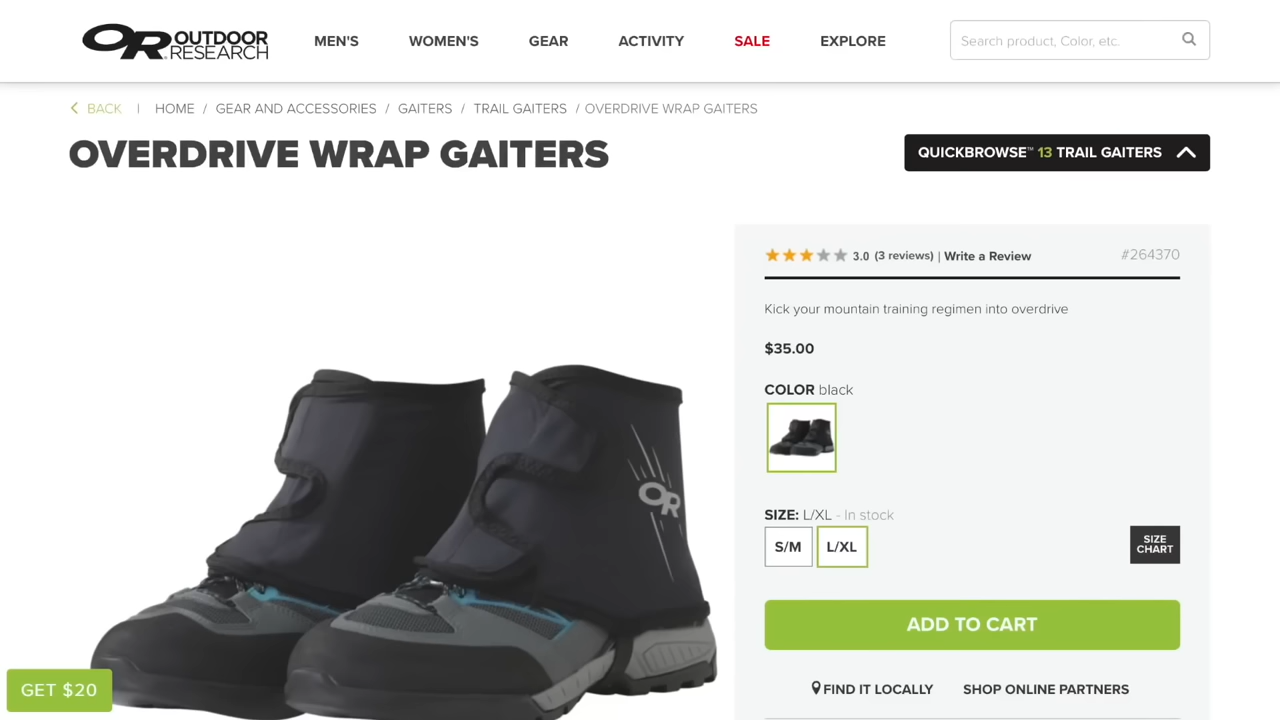 OR OUTDOOR
RESEARCH
MEN'S WOMEN'S GEAR ACTIVITY SALE EXPLORE
Search product, Color, etc.
BACK | HOME / GEAR AND ACCESSORIES / GAITERS / TRAIL GAITERS / OVERDRIVE WRAP GAITERS
OVERDRIVE WRAP GAITERS
QUICKBROWSE™ 13 TRAIL GAITERS
3.0 (3 reviews) | Write a Review
#264370
Kick your mountain training regimen into overdrive
$35.00
COLOR black
OR
SIZE: L/XL - In stock
S/M L/XL
SIZE
CHART
ADD TO CART
FIND IT LOCALLY SHOP ONLINE PARTNERS
GET $20